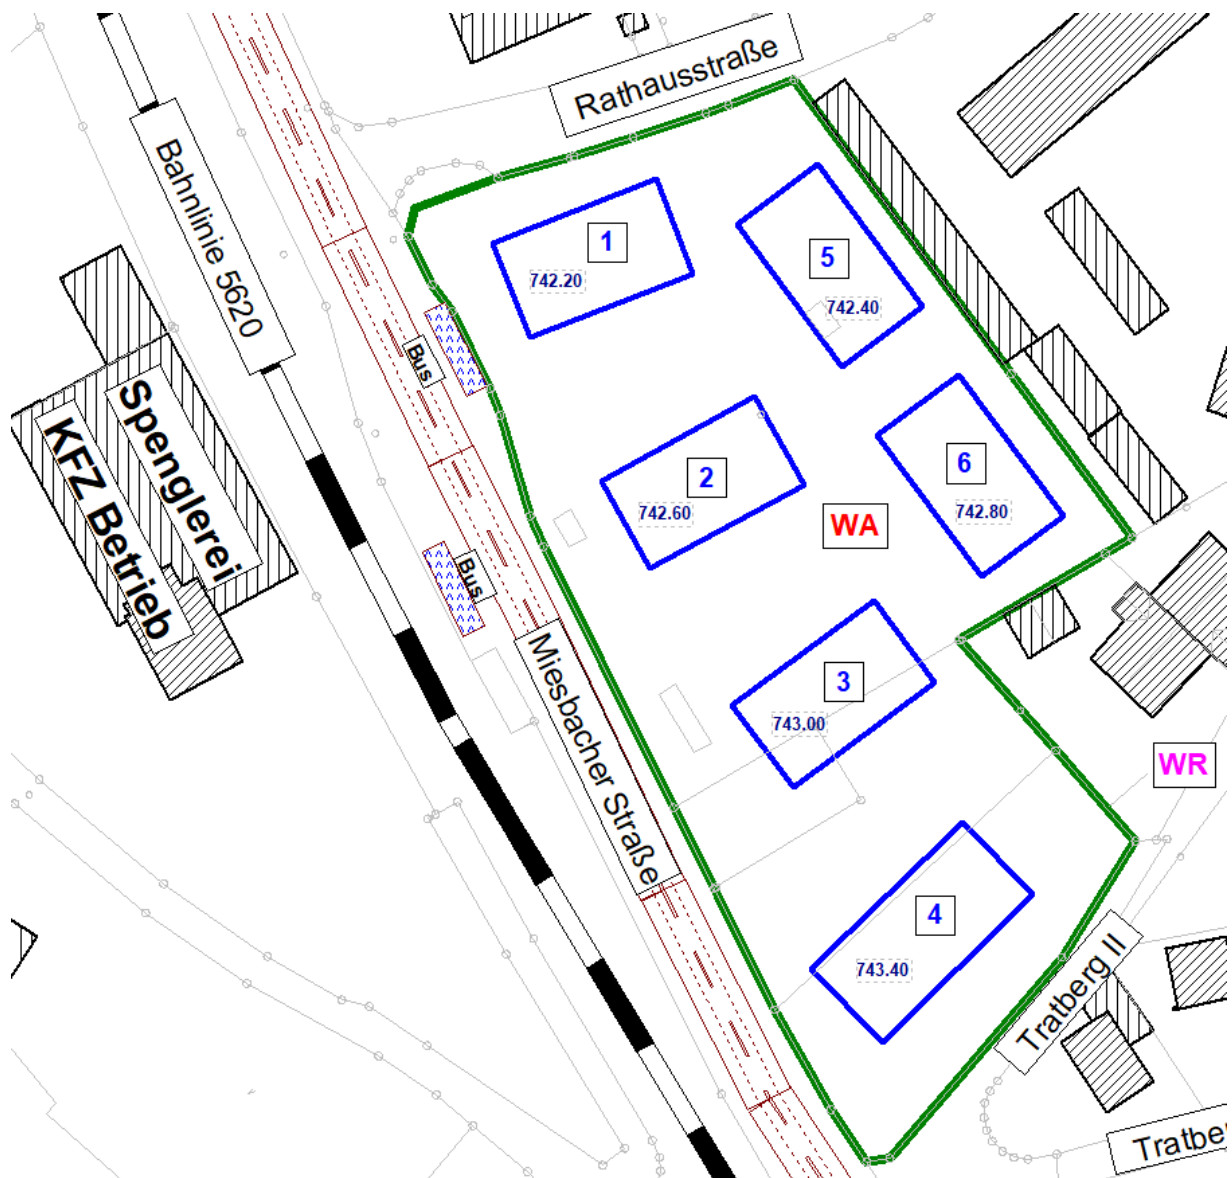 Rathausstraße
Bahnlinie 5620
1
742.20
5
742.40
Bus
Spenglerei
KFZ Betrieb
2
742.60
6
742.80
WA
Bus
Miesbacher Straße
3
743.00
WR
4
743.40
Tratberg II
Tratbe